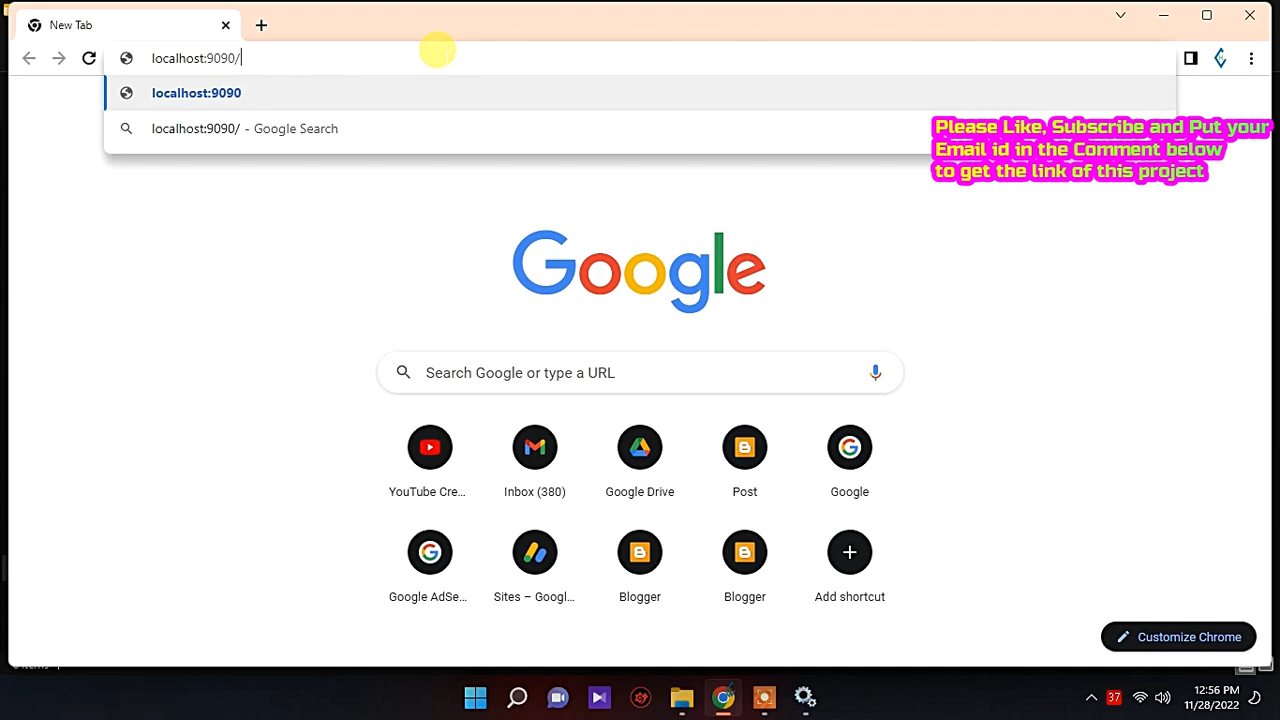 New Tab
localhost:9090/
localhost:9090
localhost:9090/ - Google Search
Please Like, Subscribe and Put your
Email id in the Comment below
to get the link of this project
Google
Search Google or type a URL
YouTube Cre...
Inbox (380)
Google Drive
Post
Google
Google AdSe...
Sites – Googl...
Blogger
Blogger
Add shortcut
Customize Chrome
37
12:56 PM
11/28/2022